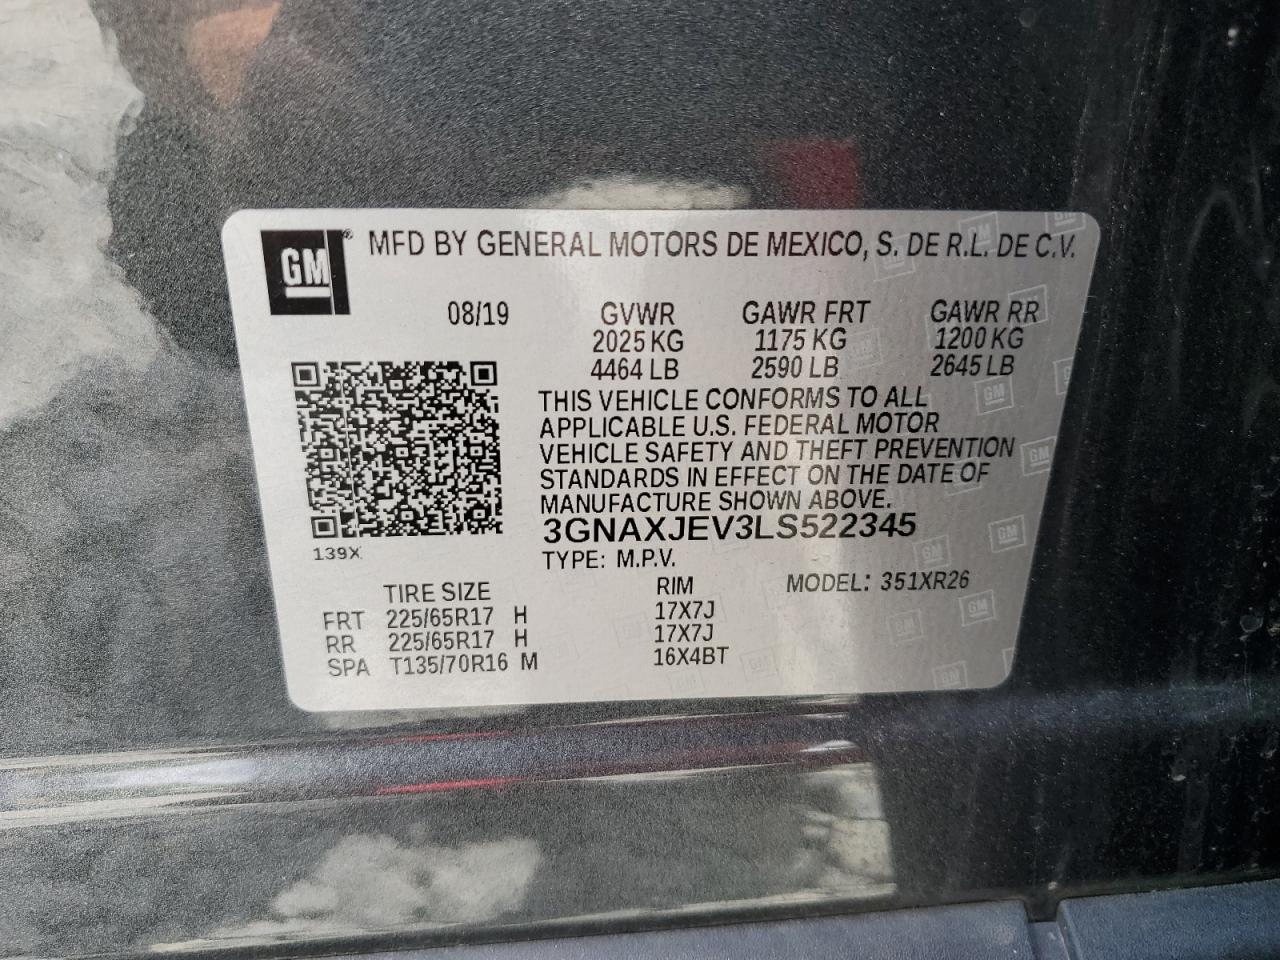 GM® MFD BY GENERAL MOTORS DE MEXICO, S. DE R.L. DE C.V.
08/19 GVWR GAWR FRT GAWR RR
2025 KG 1175 KG 1200 KG
4464 LB 2590 LB 2645 LB
THIS VEHICLE CONFORMS TO ALL
APPLICABLE U.S. FEDERAL MOTOR
VEHICLE SAFETY AND THEFT PREVENTION
STANDARDS IN EFFECT ON THE DATE OF
MANUFACTURE SHOWN ABOVE.
3GNAXJEV3LS522345
139X TYPE: M.P.V.
TIRE SIZE RIM MODEL: 351XR26
FRT 225/65R17 H 17X7J
RR 225/65R17 H 17X7J
SPA T135/70R16 M 16X4BT